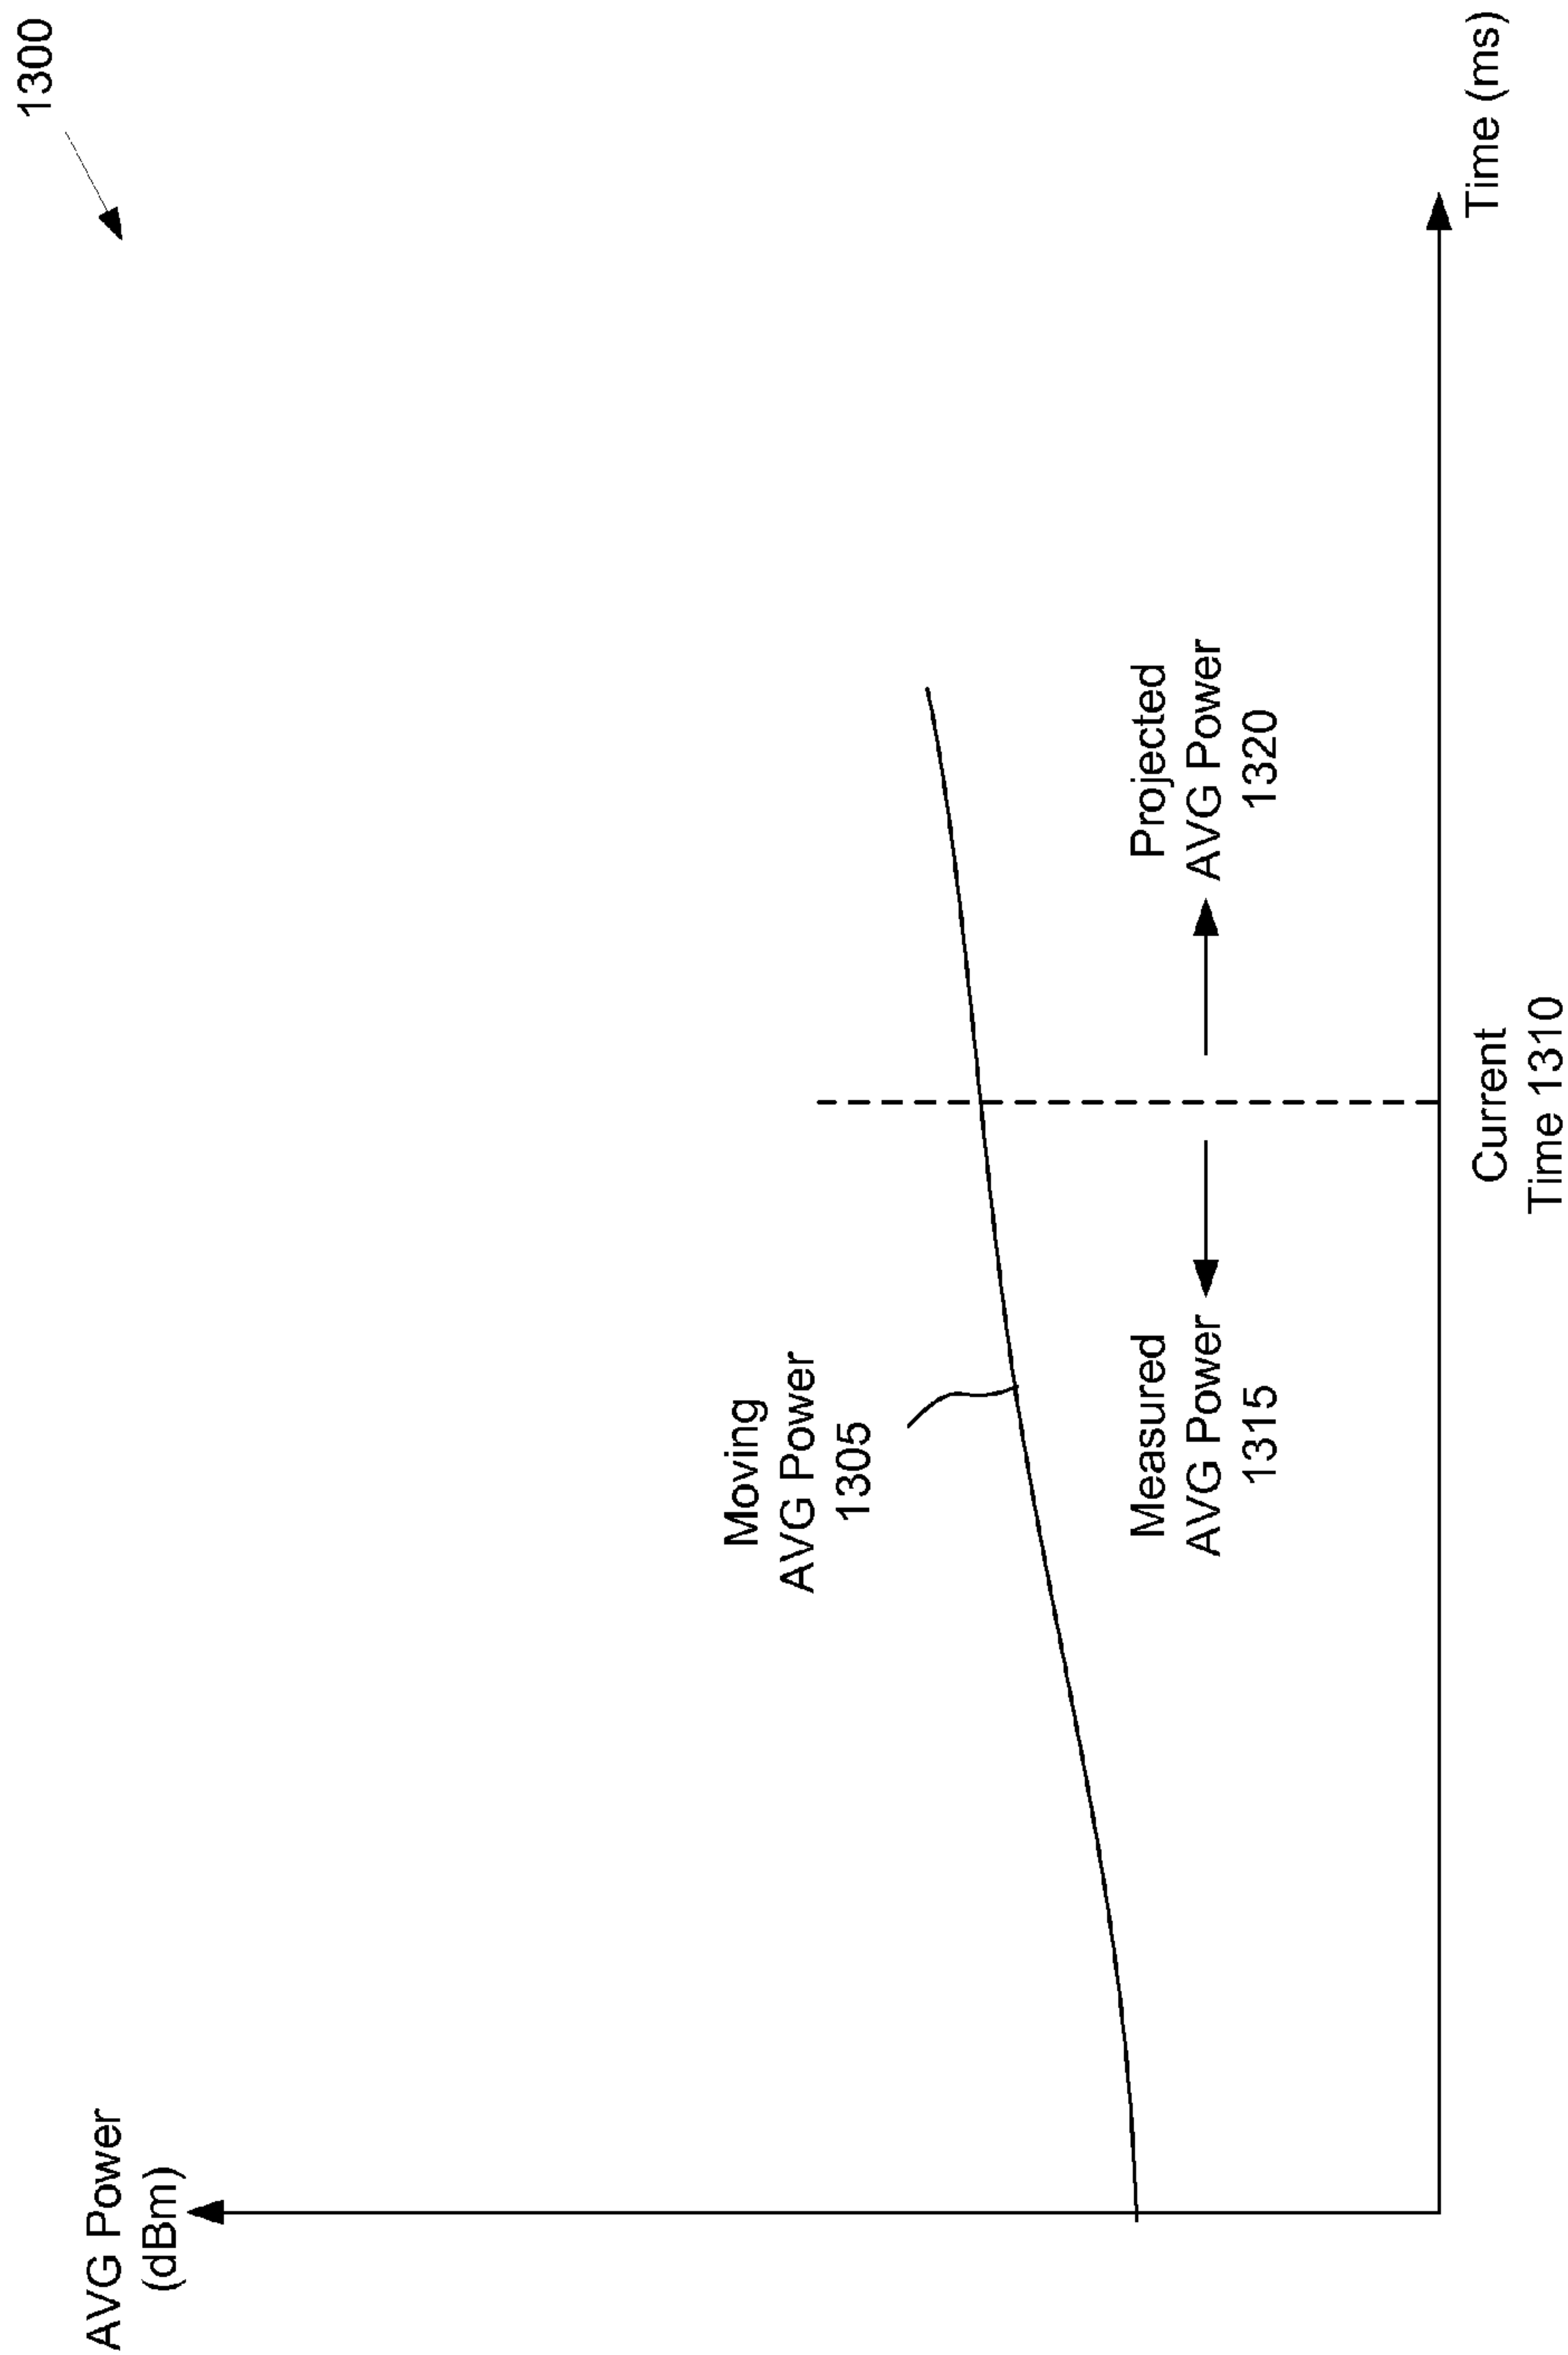 1300
AVG Power
(dBm)
Moving
AVG Power
1305
Measured
AVG Power
1315
Projected
AVG Power
1320
Current
Time 1310
Time (ms)